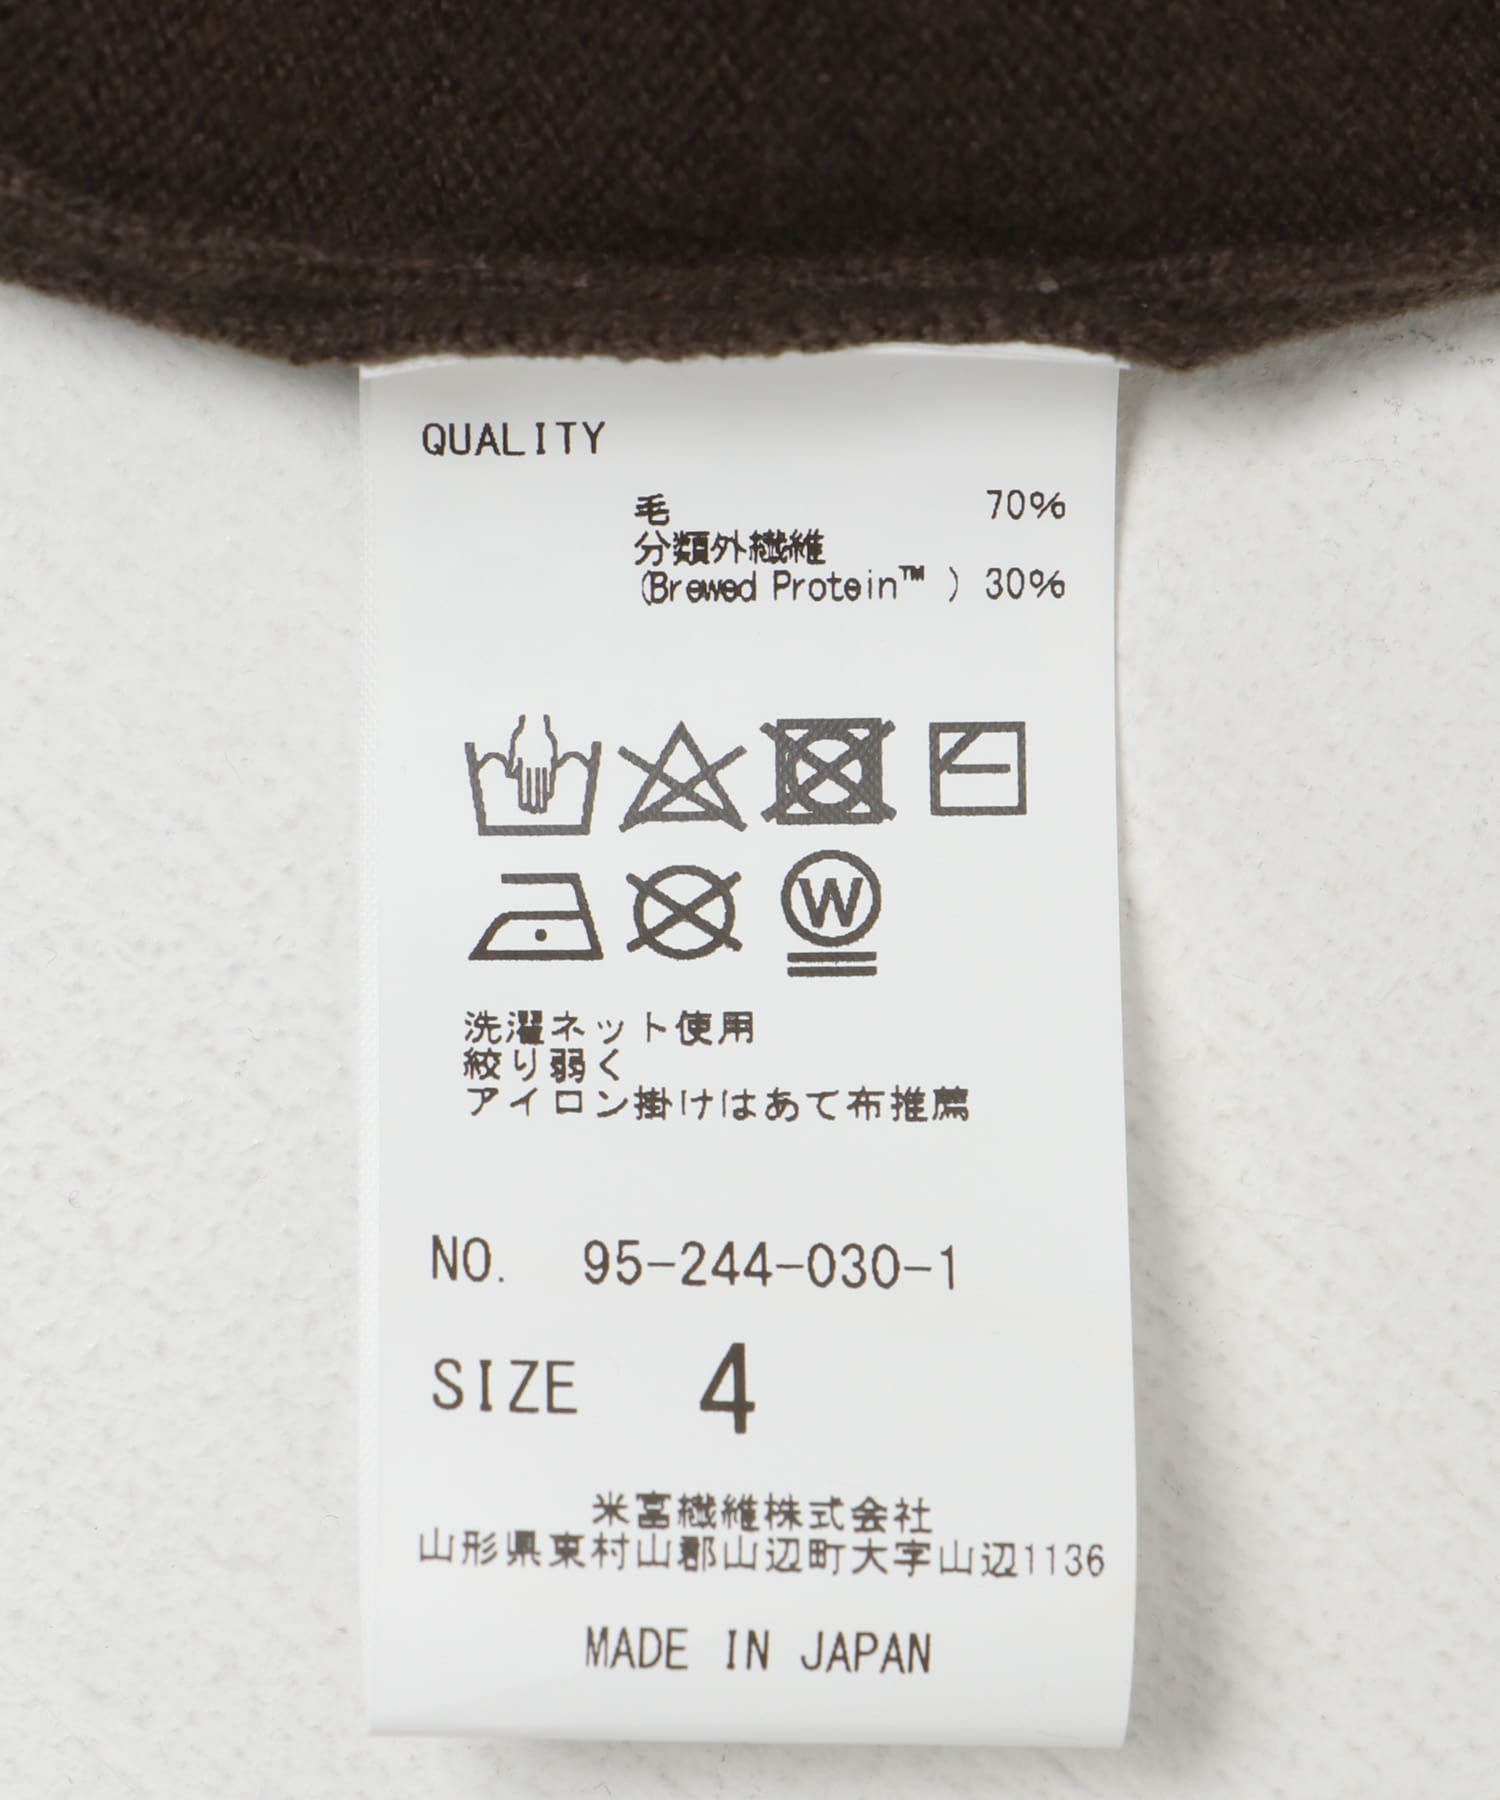 QUALITY
毛 70%
分類外繊維
(Brewed Protein™ ) 30%
W
洗濯ネット使用
絞り弱く
アイロン掛けはあて布推薦
NO. 95-244-030-1
SIZE 4
米富繊維株式会社
山形県東村山郡山辺町大字山辺1136
MADE IN JAPAN